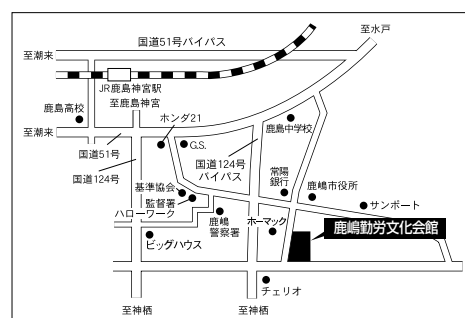 至水戸
国道51号バイパス
至潮来
JR鹿島神宮駅
至鹿島神宮
鹿島高校
ホンダ21
鹿島中学校
至潮来
G.S.
国道51号
国道124号
バイパス
国道124号
常陽
銀行
鹿嶋市役所
基準協会
監督署
ハローワーク
サンポート
鹿嶋
警察署
ホーマック
鹿嶋勤労文化会館
ビッグハウス
チェリオ
至神栖
至神栖